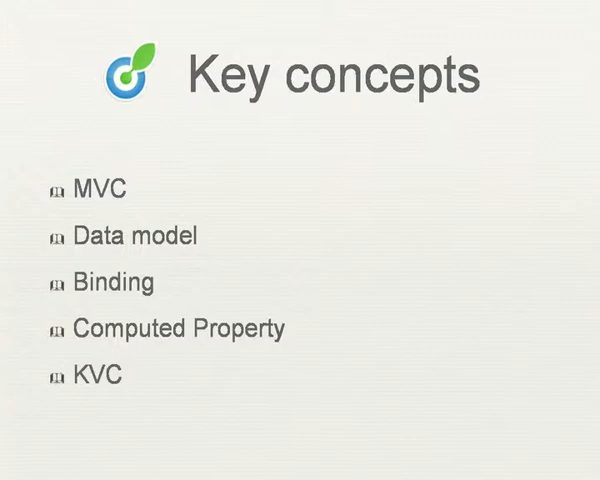 Key concepts
MVC
Data model
Binding
Computed Property
KVC